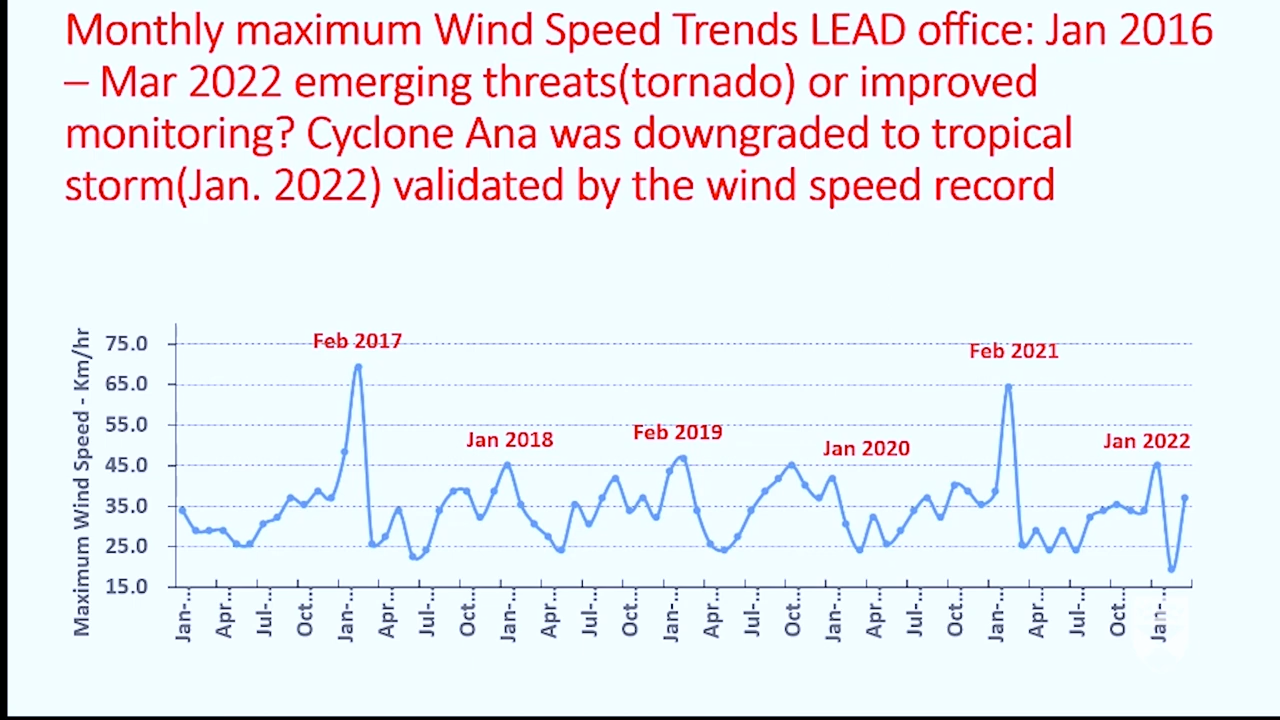 Monthly maximum Wind Speed Trends LEAD office: Jan 2016
– Mar 2022 emerging threats(tornado) or improved
monitoring? Cyclone Ana was downgraded to tropical
storm(Jan. 2022) validated by the wind speed record
Maximum Wind Speed - Km/hr
75.0
65.0
55.0
45.0
35.0
25.0
15.0
Feb 2017
Jan 2018
Feb 2019
Jan 2020
Feb 2021
Jan 2022
Jan-...
Apr...
Jul-...
Oct...
Jan-...
Apr...
Jul-...
Oct...
Jan-...
Apr...
Jul-...
Oct...
Jan-...
Apr...
Jul-...
Oct...
Jan-...
Apr...
Jul-...
Oct...
Jan-...
Apr...
Jul-...
Oct...
Jan-...